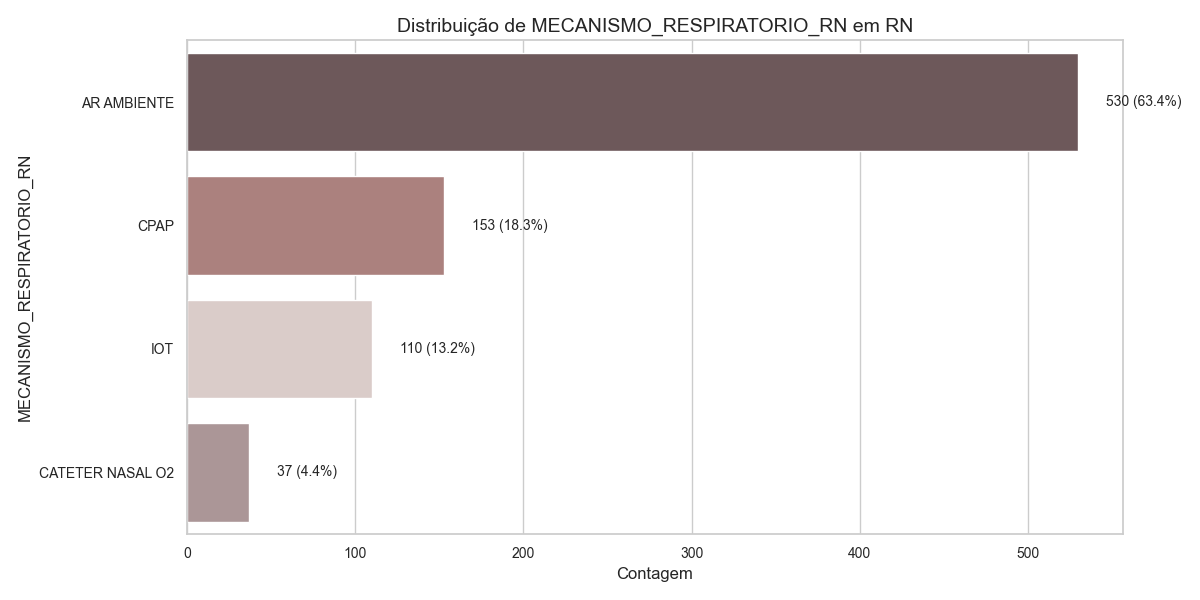 Distribuição de MECANISMO_RESPIRATORIO_RN em RN
MECANISMO_RESPIRATORIO_RN
AR AMBIENTE
530 (63.4%)
CPAP
153 (18.3%)
IOT
110 (13.2%)
CATETER NASAL O2
37 (4.4%)
0 100 200 300 400 500
Contagem